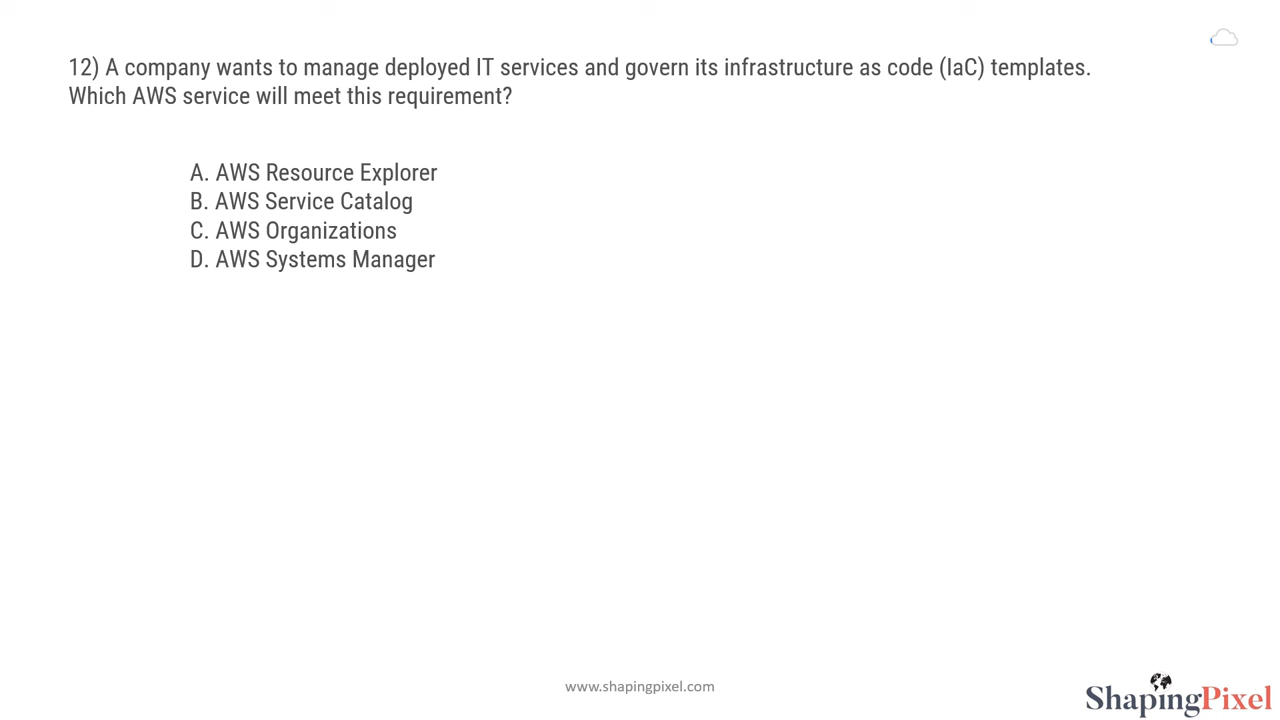 12) A company wants to manage deployed IT services and govern its infrastructure as code (IaC) templates.
Which AWS service will meet this requirement?
A. AWS Resource Explorer
B. AWS Service Catalog
C. AWS Organizations
D. AWS Systems Manager
www.shapingpixel.com
ShapingPixel